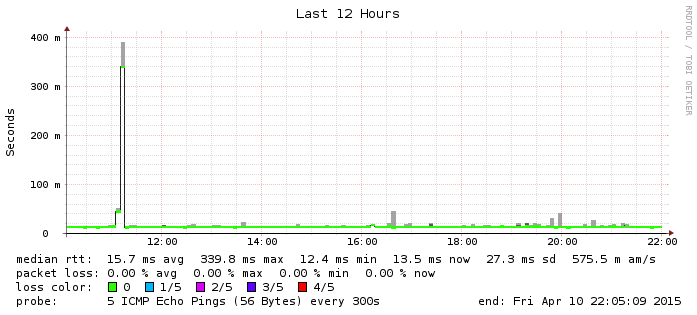 Last 12 Hours
RRDTOOL / TOBI OETIKER
Seconds
400 m
300 m
200 m
100 m
0
12:00 14:00 16:00 18:00 20:00 22:00
median rtt: 15.7 ms avg 339.8 ms max 12.4 ms min 13.5 ms now 27.3 ms sd 575.5 m am/s
packet loss: 0.00 % avg 0.00 % max 0.00 % min 0.00 % now
loss color: 0 1/5 2/5 3/5 4/5
probe: 5 ICMP Echo Pings (56 Bytes) every 300s end: Fri Apr 10 22:05:09 2015